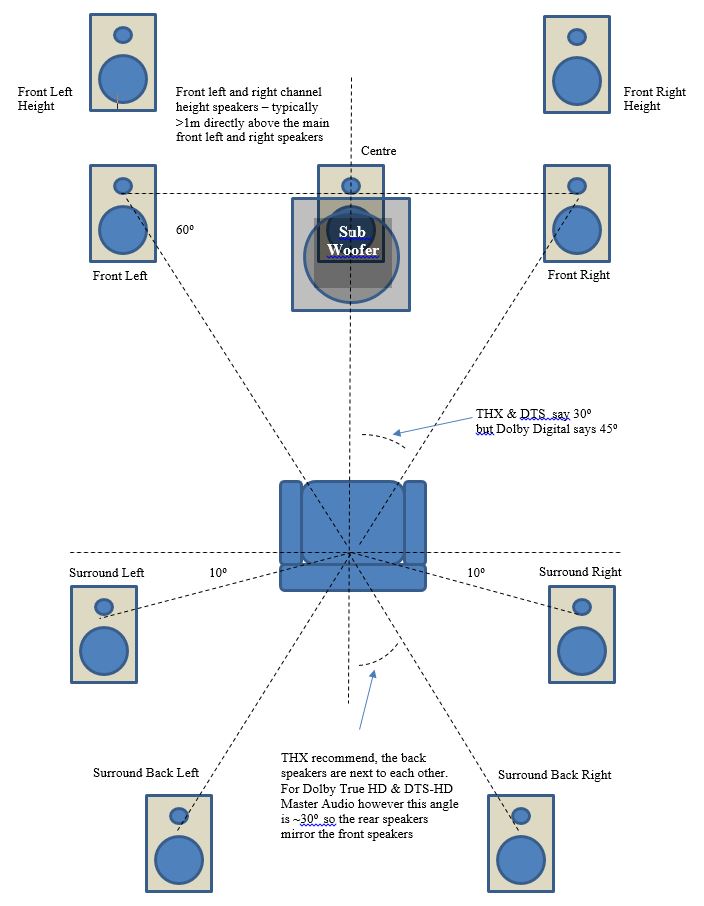 Front Left
Height
Front left and right channel
height speakers – typically
>1m directly above the main
front left and right speakers
Front Right
Height
Centre
60º
Sub
Woofer
Front Left
Front Right
THX & DTS say 30º
but Dolby Digital says 45º
Surround Left
10º
10º
Surround Right
THX recommend, the back
speakers are next to each other.
For Dolby True HD & DTS-HD
Master Audio however this angle
is ~30º so the rear speakers
mirror the front speakers
Surround Back Left
Surround Back Right